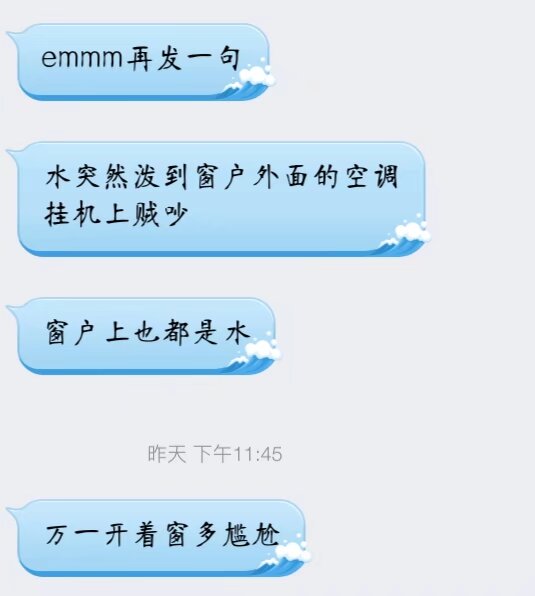 emmm再发一句
水突然泼到窗户外面的空调
挂机上贼吵
窗户上也都是水
昨天 下午11:45
万一开着窗多尴尬